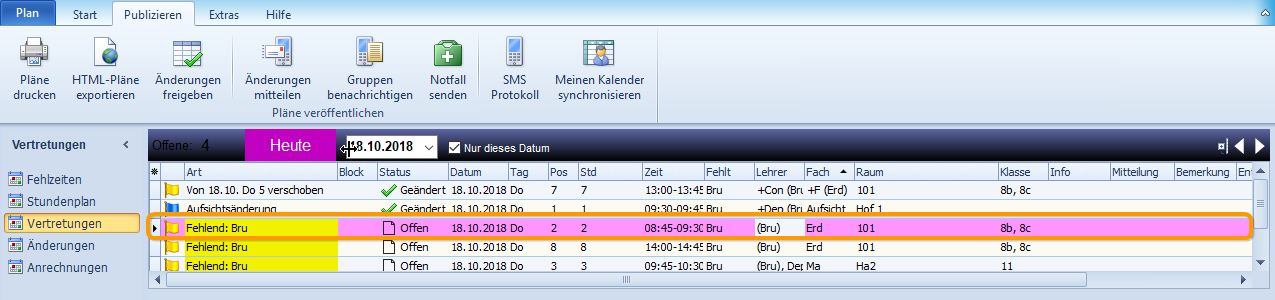 Plan Start Publizieren Extras Hilfe
Pläne drucken
HTML-Pläne exportieren
Änderungen freigeben
Änderungen mitteilen
Gruppen benachrichtigen
Notfall senden
SMS Protokoll
Meinen Kalender synchronisieren
Pläne veröffentlichen
Vertretungen
Fehlzeiten
Stundenplan
Vertretungen
Änderungen
Anrechnungen
Offene: 4 Heute 18.10.2018 Nur dieses Datum
Art Block Status Datum Tag Pos Std Zeit Fehlt Lehrer Fach Raum Klasse Info Mitteilung Bemerkung
Von 18.10. Do 5 verschoben Geändert 18.10.2018 Do 7 7 13:00-13:45 Bru +Con (Bru +F (Erd) 101 8b, 8c
Aufsichtsänderung Geändert 18.10.2018 Do 1 1 09:30-09:45 Bru +Den (Bru Aufsicht Hof 1
Fehlend: Bru Offen 18.10.2018 Do 2 2 08:45-09:30 Bru (Bru) Erd 101 8b, 8c
Fehlend: Bru Offen 18.10.2018 Do 8 8 14:00-14:45 Bru (Bru) Erd 101 8b, 8c
Fehlend: Bru Offen 18.10.2018 Do 3 3 09:45-10:30 Bru (Bru), Dep Ma Ha2 11